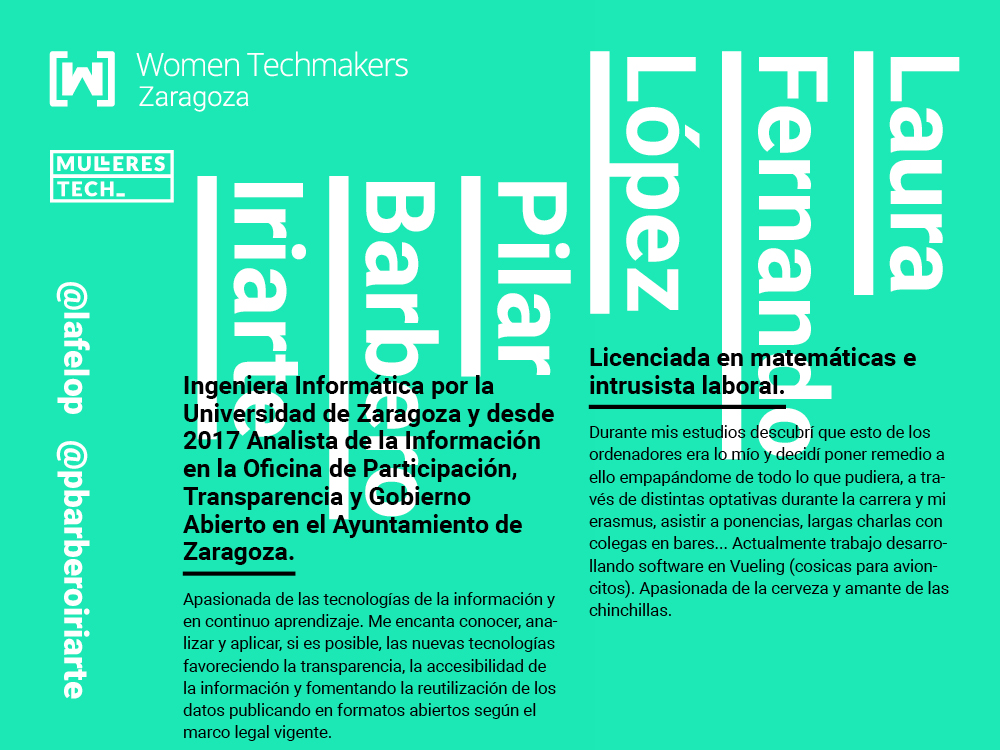 Women Techmakers
Zaragoza
MULLERES
TECH_
@lafelop @pbarberoiriarte
Laura
Fernando
López
Pilar
Barbero
Iriarte
Ingeniera Informática por la
Universidad de Zaragoza y desde
2017 Analista de la Información
en la Oficina de Participación,
Transparencia y Gobierno
Abierto en el Ayuntamiento de
Zaragoza.
Apasionada de las tecnologías de la información y
en continuo aprendizaje. Me encanta conocer, ana-
lizar y aplicar, si es posible, las nuevas tecnologías
favoreciendo la transparencia, la accesibilidad de
la información y fomentando la reutilización de los
datos publicando en formatos abiertos según el
marco legal vigente.
Licenciada en matemáticas e
intrusista laboral.
Durante mis estudios descubrí que esto de los
ordenadores era lo mío y decidí poner remedio a
ello empapándome de todo lo que pudiera, a tra-
vés de distintas optativas durante la carrera y mi
erasmus, asistir a ponencias, largas charlas con
colegas en bares... Actualmente trabajo desarro-
llando software en Vueling (cosicas para avion-
citos). Apasionada de la cerveza y amante de las
chinchillas.